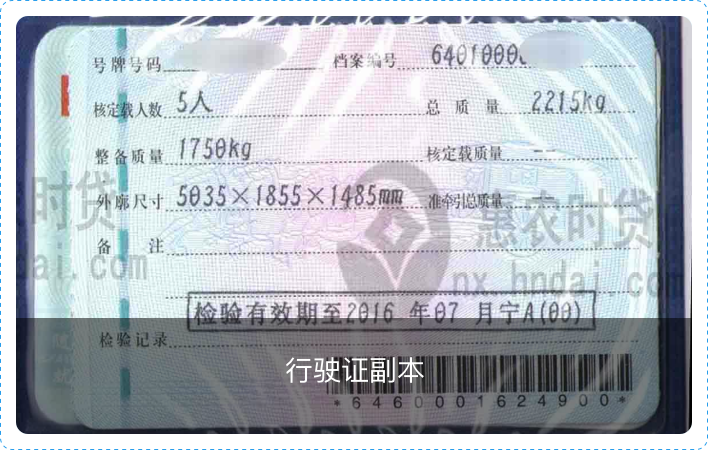 号牌号码
档案编号 6401000
核定载人数 5人
总质量 2215kg
整备质量 1750kg
核定载质量 --
外廓尺寸 5035×1855×1485mm
准牵引总质量
备注
惠农时贷
nx.hndai.com
时贷
dai.com
检验有效期至2016年07月宁A(00)
检验记录
行驶证副本
*6460001624900*